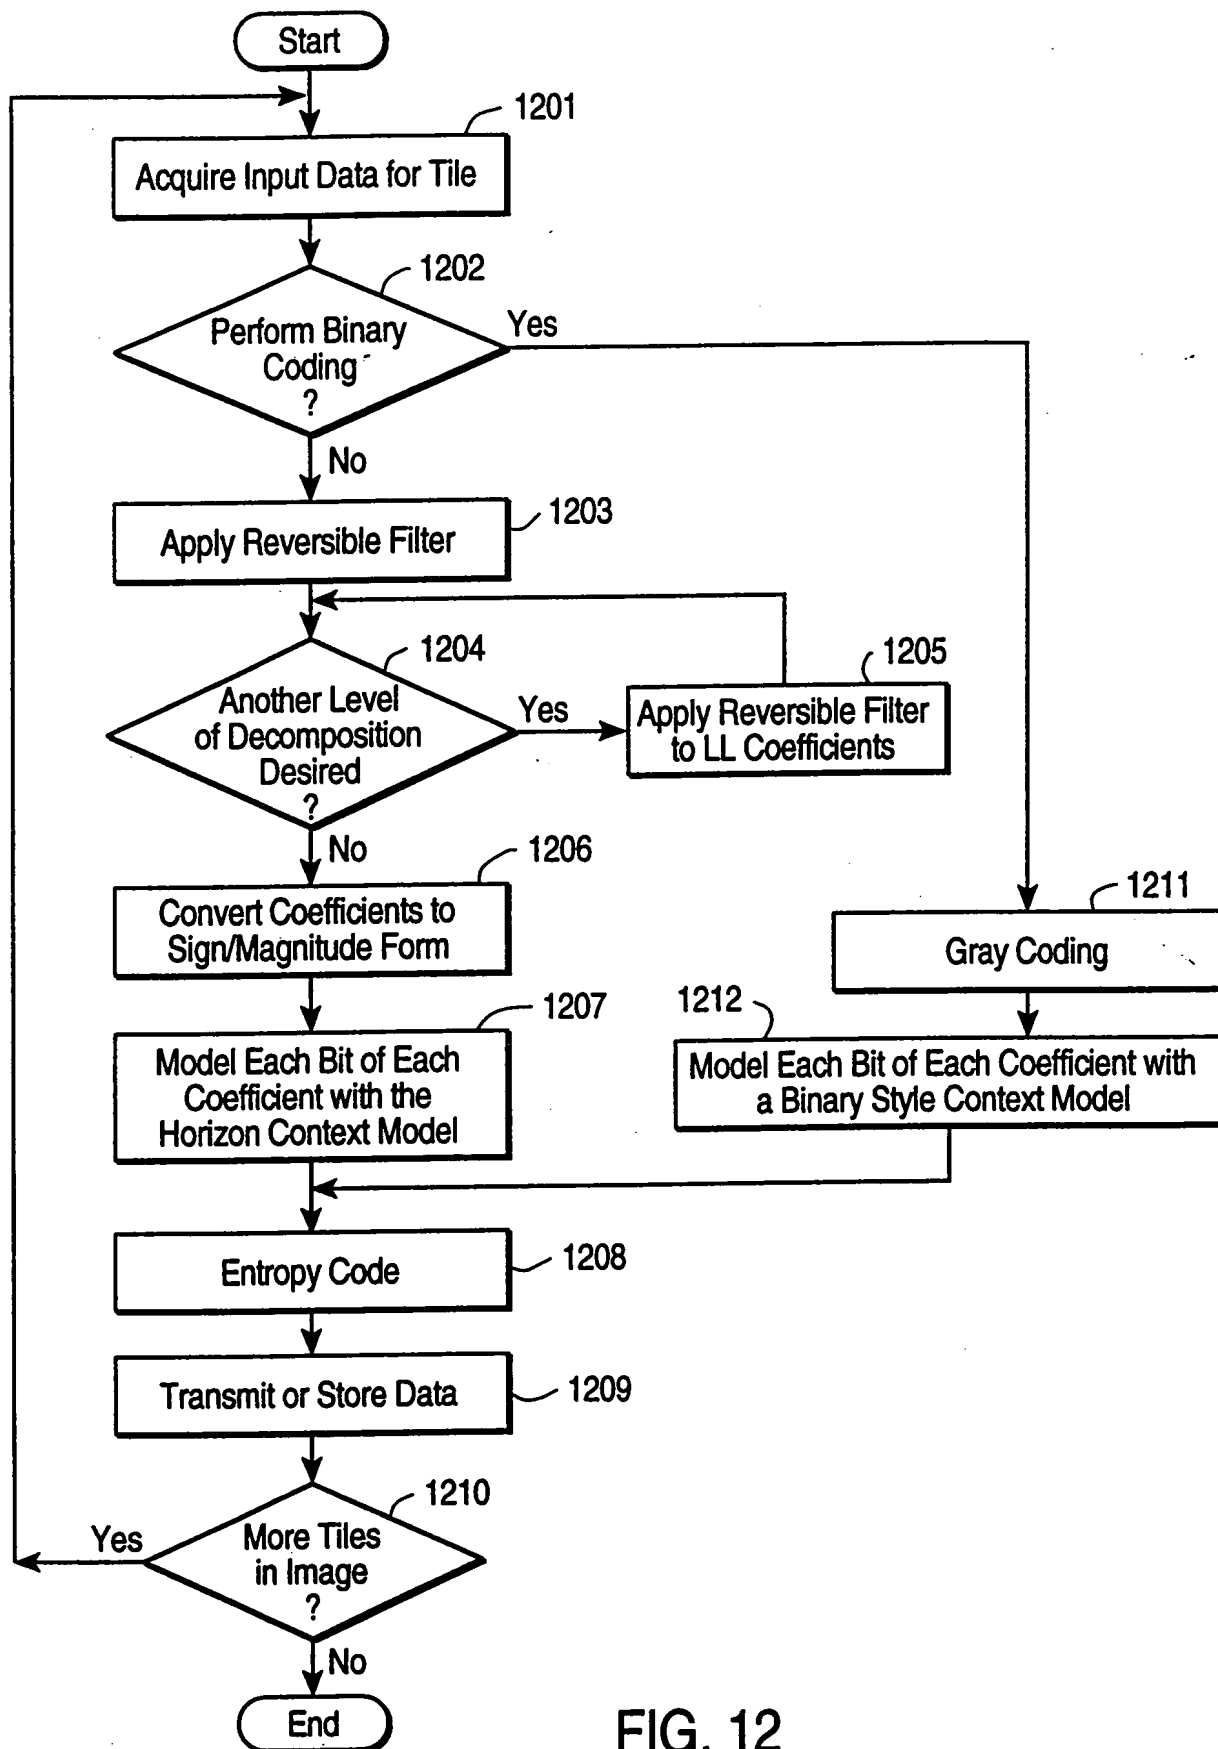 Start
1201
Acquire Input Data for Tile
1202
Perform Binary
Coding
?
Yes
No
1203
Apply Reversible Filter
1204
Another Level
of Decomposition
Desired
?
Yes
1205
Apply Reversible Filter
to LL Coefficients
No
1206
Convert Coefficients to
Sign/Magnitude Form
1211
Gray Coding
1207
Model Each Bit of Each
Coefficient with the
Horizon Context Model
1212
Model Each Bit of Each Coefficient with
a Binary Style Context Model
1208
Entropy Code
1209
Transmit or Store Data
1210
More Tiles
in Image
?
Yes
No
End
FIG. 12